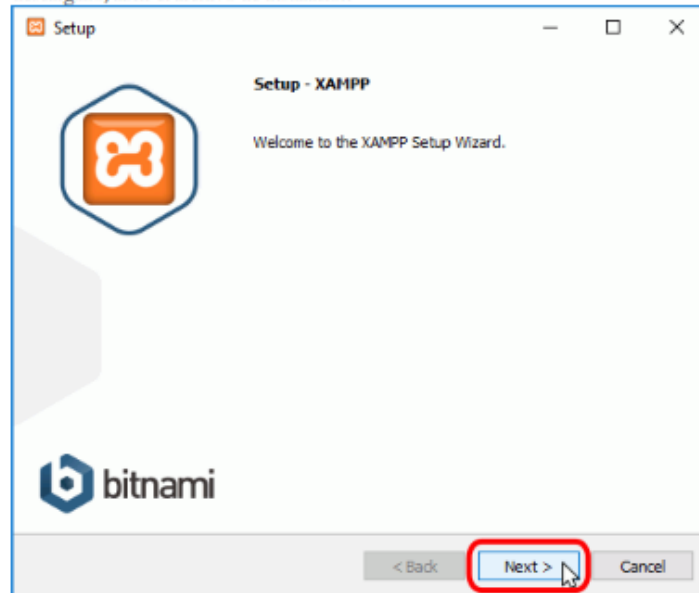 Setup
Setup - XAMPP
Welcome to the XAMPP Setup Wizard.
bitnami
< Back
Next >
Cancel